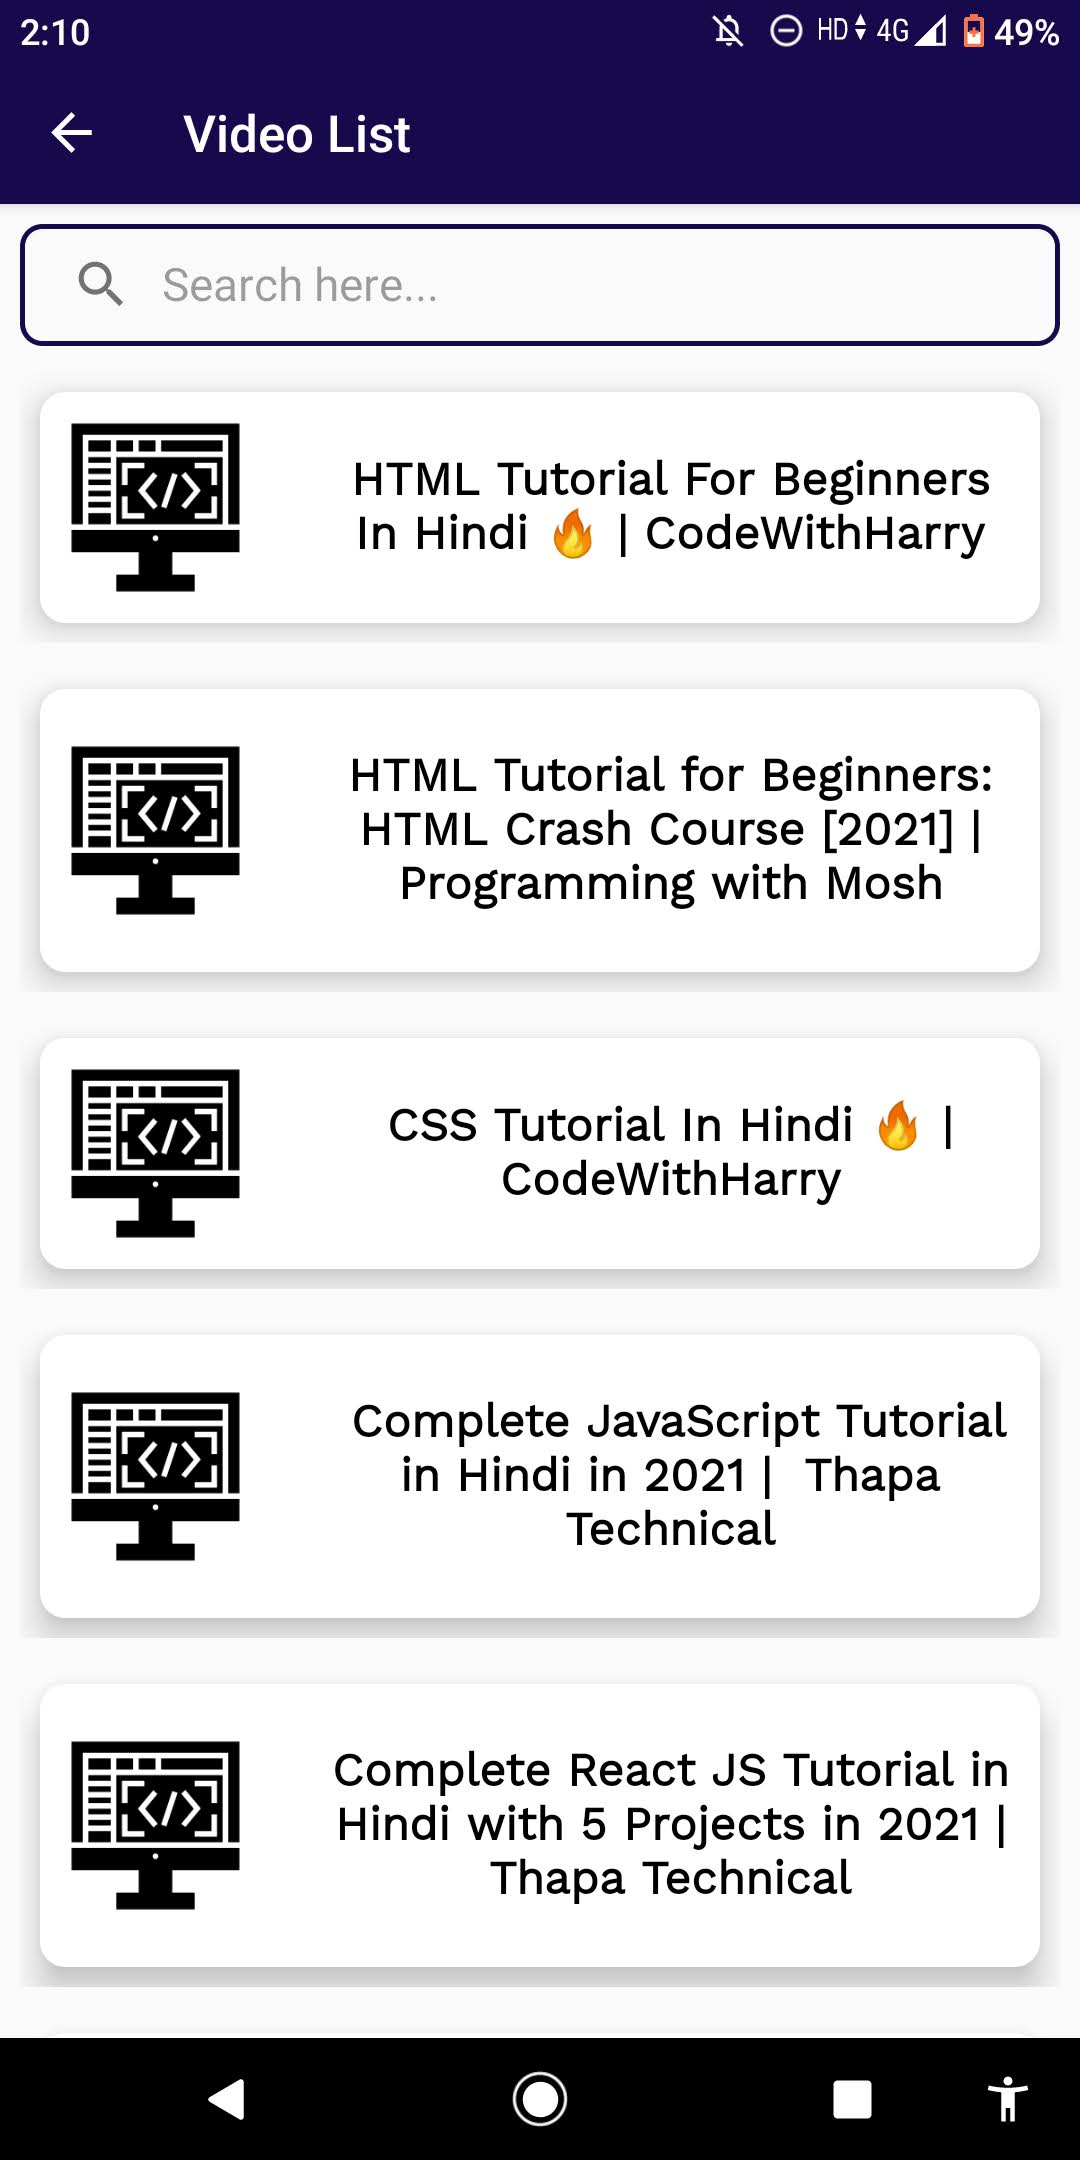 2:10 HD 4G 49%
Video List
Search here...
HTML Tutorial For Beginners
In Hindi 🔥 | CodeWithHarry
HTML Tutorial for Beginners:
HTML Crash Course [2021] |
Programming with Mosh
CSS Tutorial In Hindi 🔥 |
CodeWithHarry
Complete JavaScript Tutorial
in Hindi in 2021 |  Thapa
Technical
Complete React JS Tutorial in
Hindi with 5 Projects in 2021 |
Thapa Technical